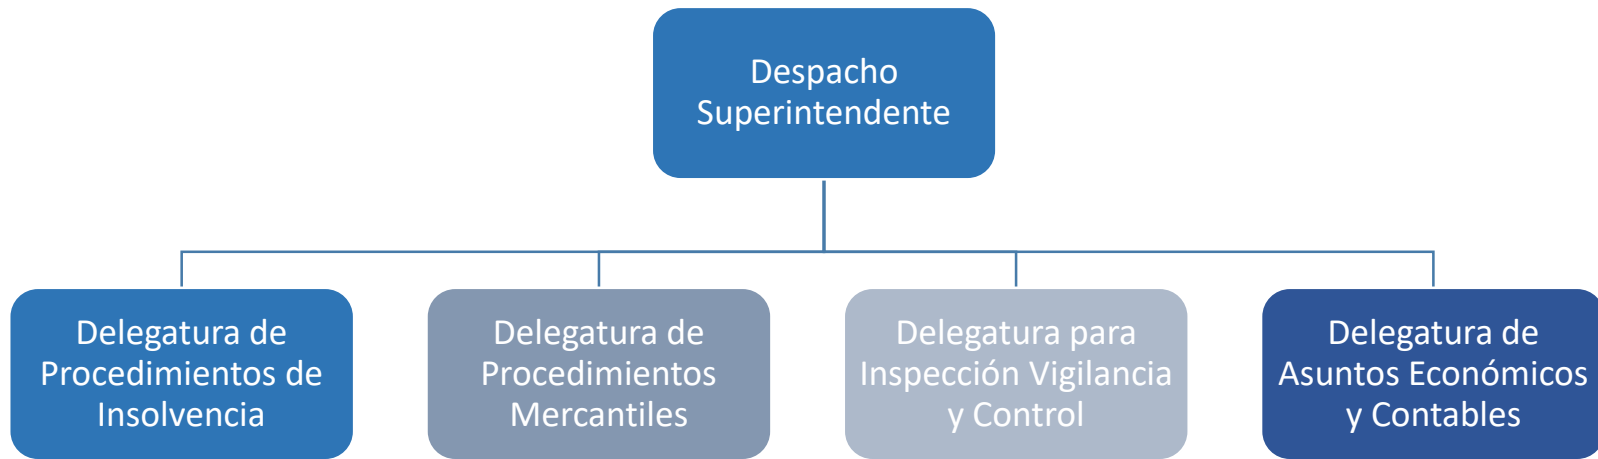 Despacho
Superintendente
Delegatura de
Procedimientos de
Insolvencia
Delegatura de
Procedimientos
Mercantiles
Delegatura para
Inspección Vigilancia
y Control
Delegatura de
Asuntos Económicos
y Contables